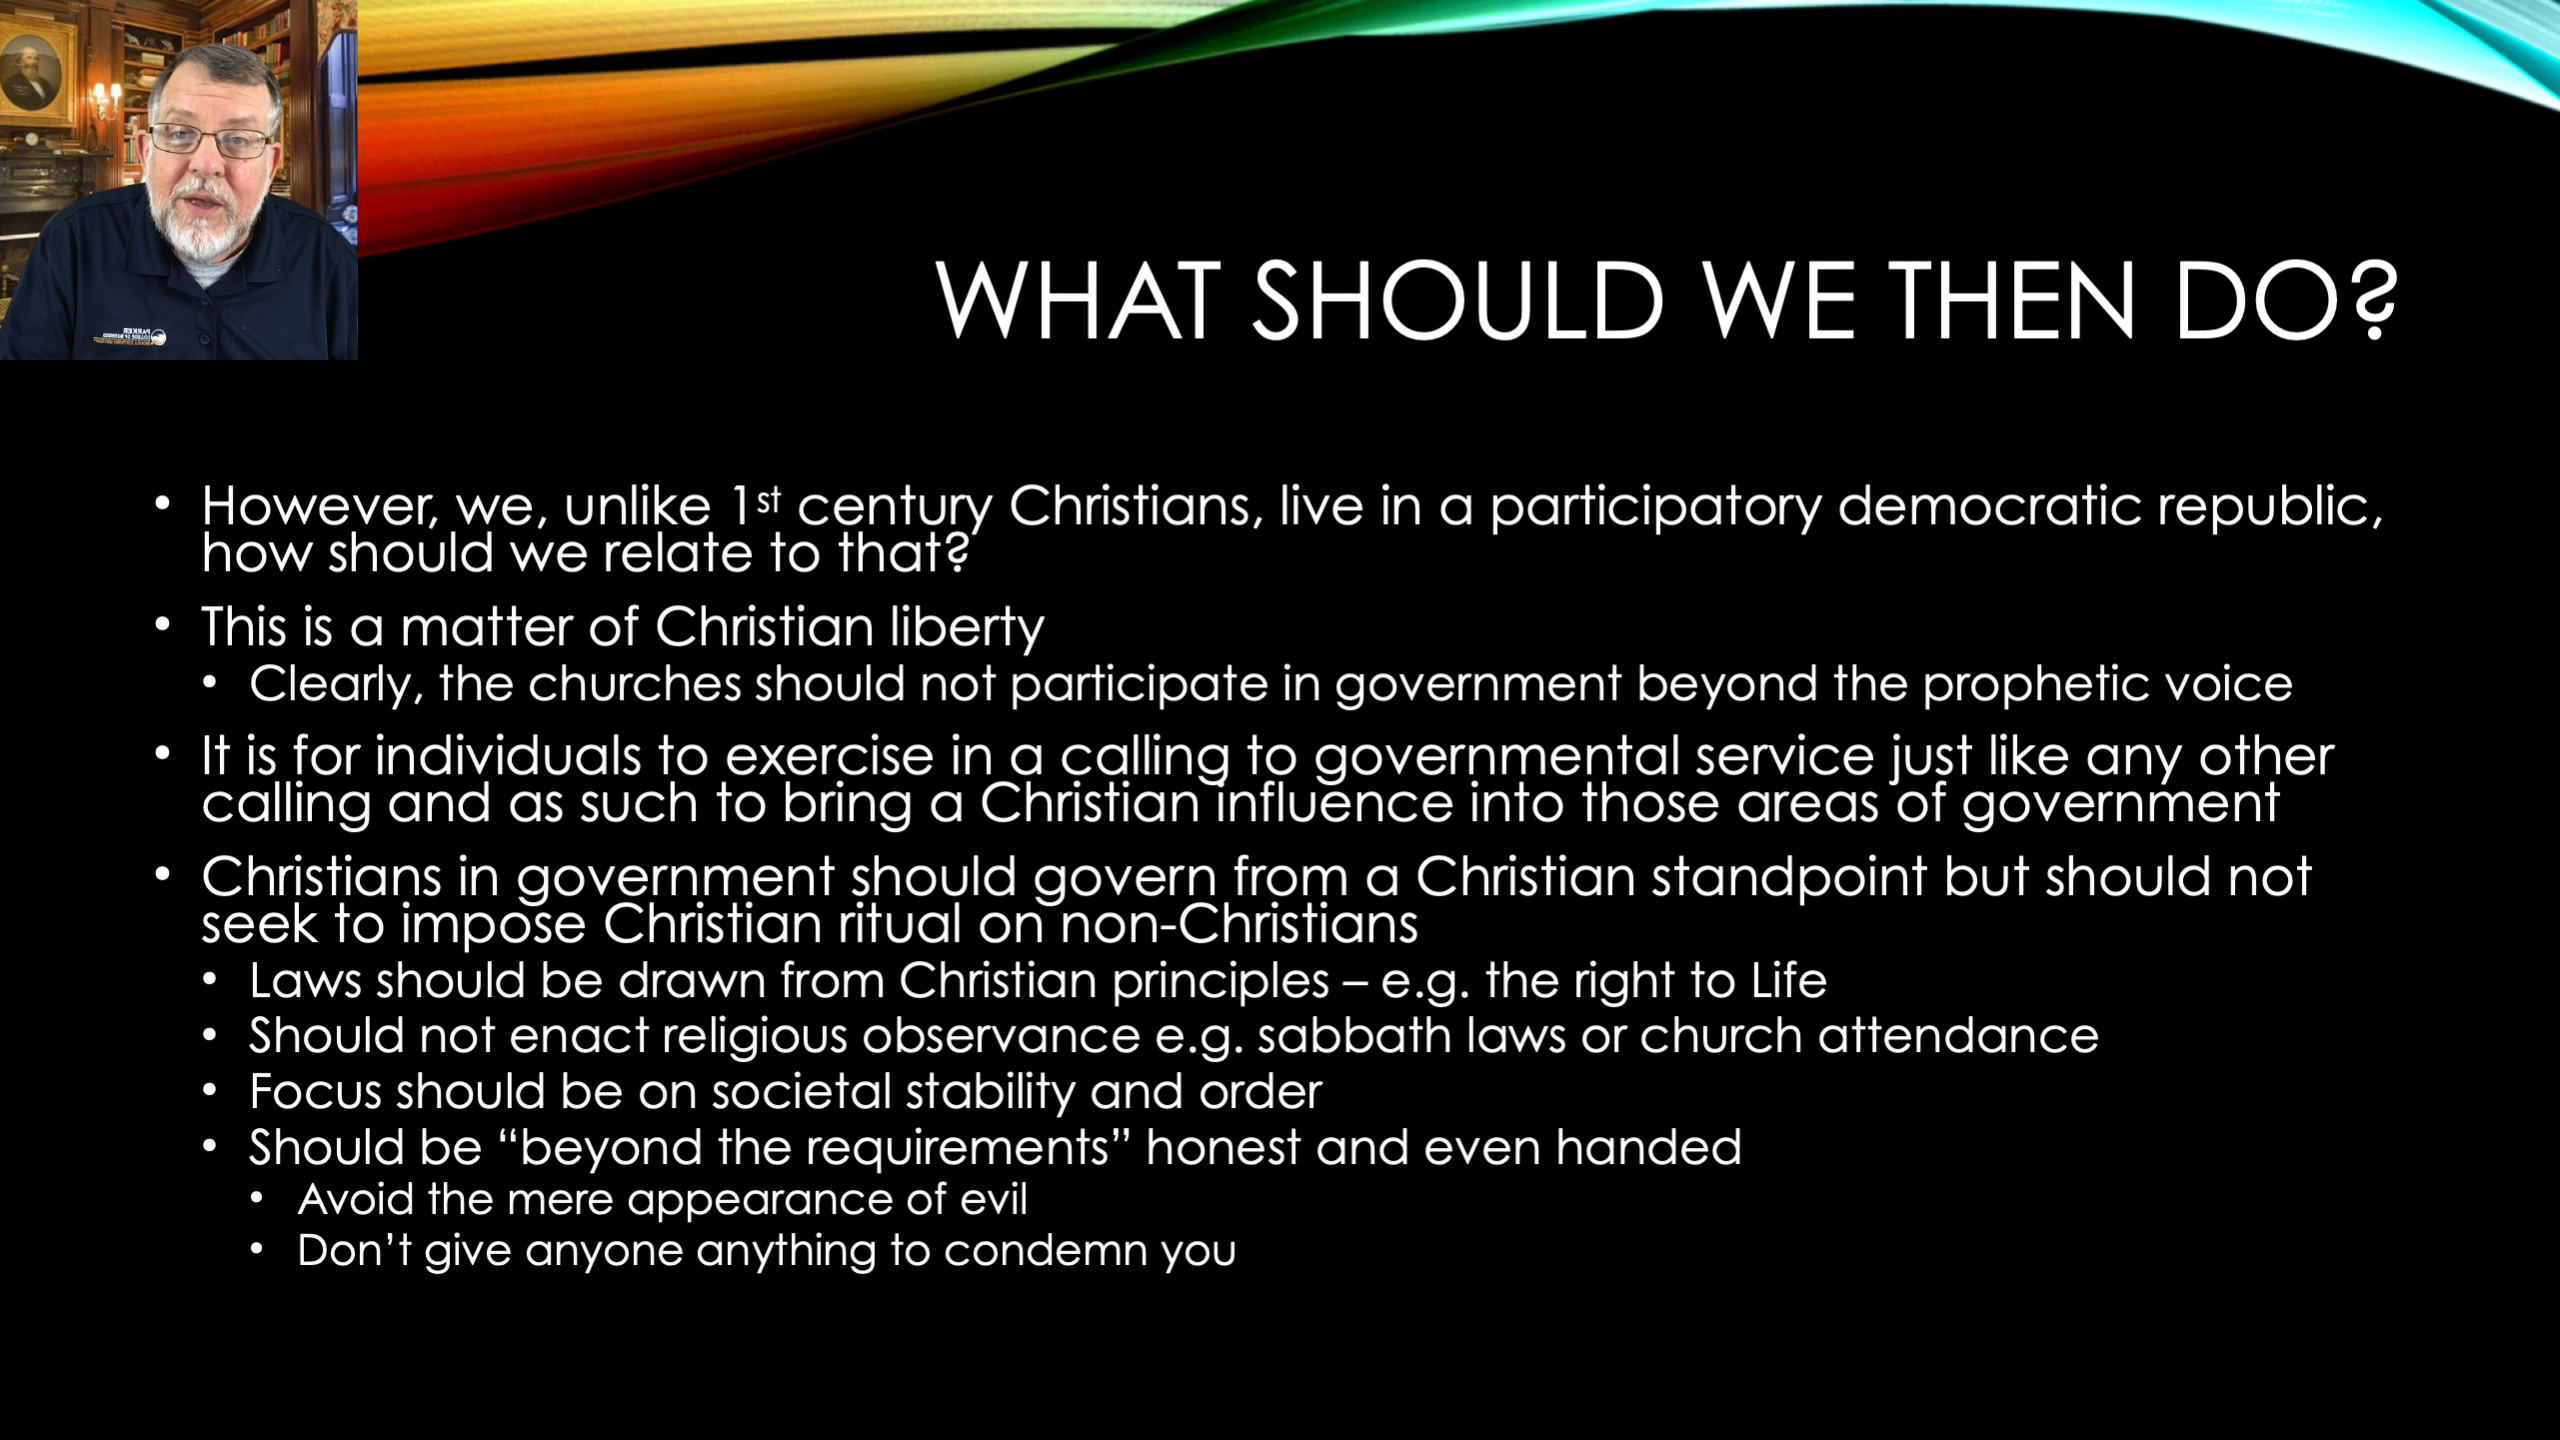 WHAT SHOULD WE THEN DO?
• However, we, unlike 1st century Christians, live in a participatory democratic republic,
how should we relate to that?
• This is a matter of Christian liberty
• Clearly, the churches should not participate in government beyond the prophetic voice
• It is for individuals to exercise in a calling to governmental service just like any other
calling and as such to bring a Christian influence into those areas of government
• Christians in government should govern from a Christian standpoint but should not
seek to impose Christian ritual on non-Christians
• Laws should be drawn from Christian principles – e.g. the right to Life
• Should not enact religious observance e.g. sabbath laws or church attendance
• Focus should be on societal stability and order
• Should be “beyond the requirements” honest and even handed
• Avoid the mere appearance of evil
• Don’t give anyone anything to condemn you
PARKER
COLLEGE OF BUSINESS